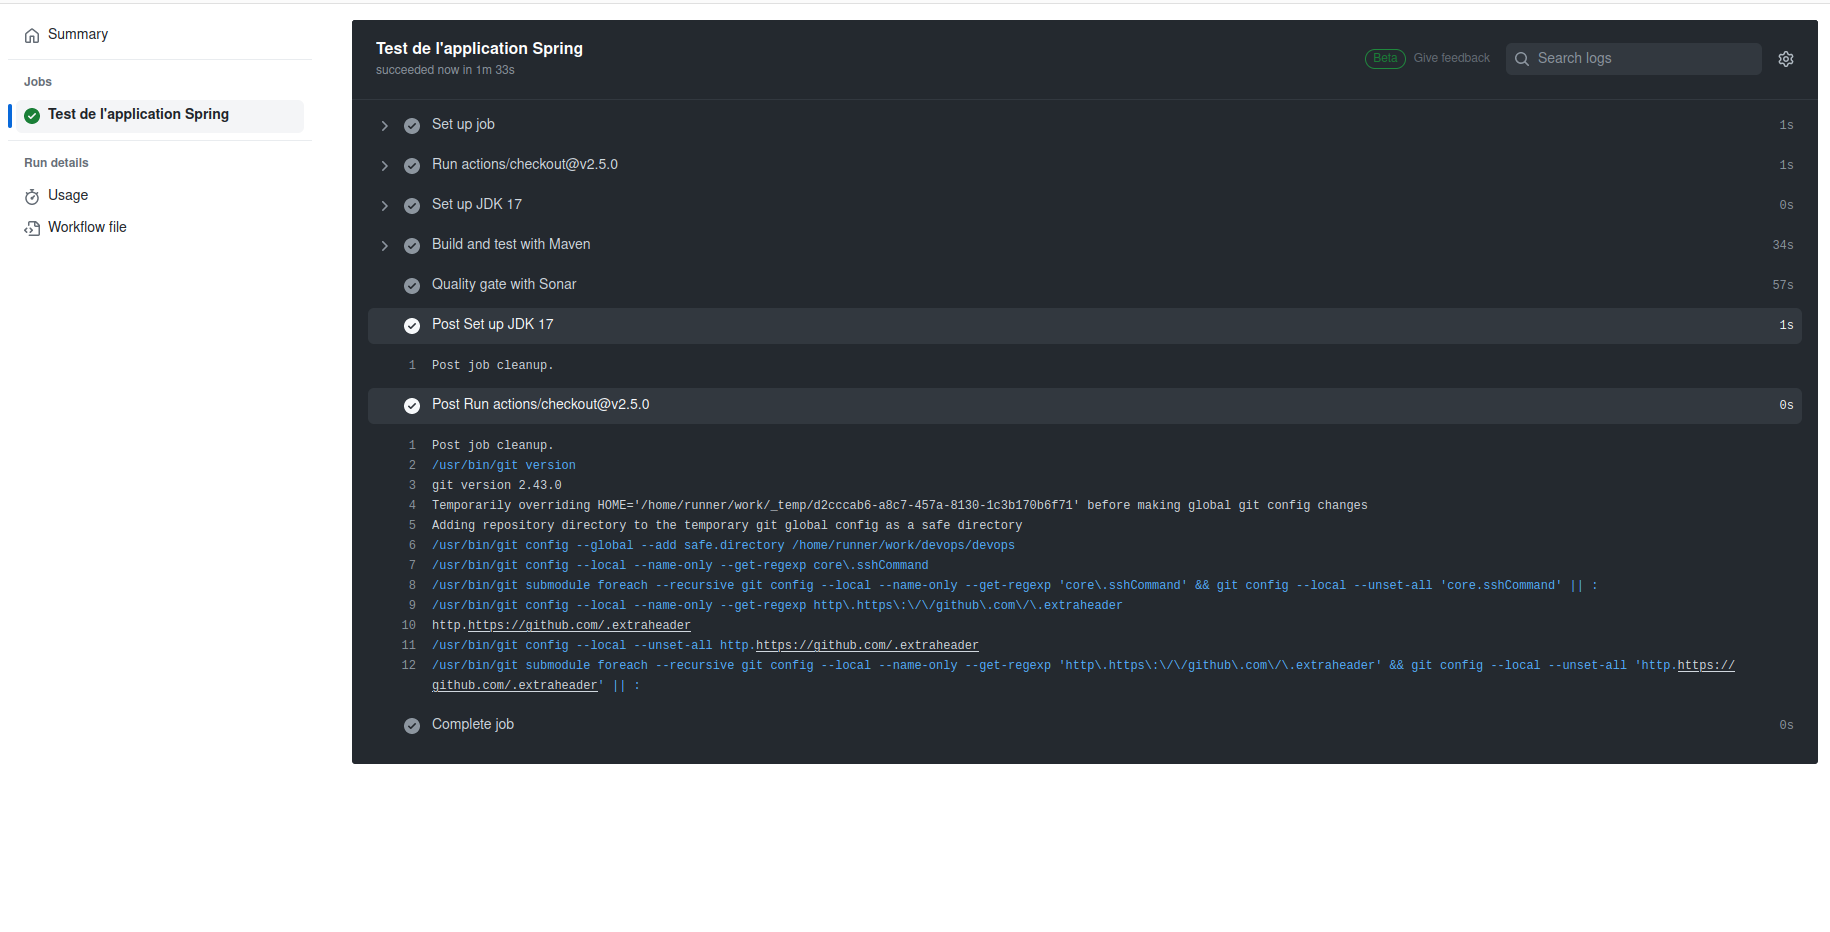 Summary
Jobs
Test de l'application Spring
Run details
Usage
Workflow file
Test de l'application Spring
succeeded now in 1m 33s
Beta Give feedback Search logs
Set up job 1s
Run actions/checkout@v2.5.0 1s
Set up JDK 17 0s
Build and test with Maven 34s
Quality gate with Sonar 57s
Post Set up JDK 17 1s
1 Post job cleanup.
Post Run actions/checkout@v2.5.0 0s
1 Post job cleanup.
2 /usr/bin/git version
3 git version 2.43.0
4 Temporarily overriding HOME='/home/runner/work/_temp/d2cccab6-a8c7-457a-8130-1c3b170b6f71' before making global git config changes
5 Adding repository directory to the temporary git global config as a safe directory
6 /usr/bin/git config --global --add safe.directory /home/runner/work/devops/devops
7 /usr/bin/git config --local --name-only --get-regexp core\.sshCommand
8 /usr/bin/git submodule foreach --recursive git config --local --name-only --get-regexp 'core\.sshCommand' && git config --local --unset-all 'core.sshCommand' || :
9 /usr/bin/git config --local --name-only --get-regexp http\.https\:\/\/github\.com\/\.extraheader
10 http.https://github.com/.extraheader
11 /usr/bin/git config --local --unset-all http.https://github.com/.extraheader
12 /usr/bin/git submodule foreach --recursive git config --local --name-only --get-regexp 'http\.https\:\/\/github\.com\/\.extraheader' && git config --local --unset-all 'http.https://
github.com/.extraheader' || :
Complete job 0s